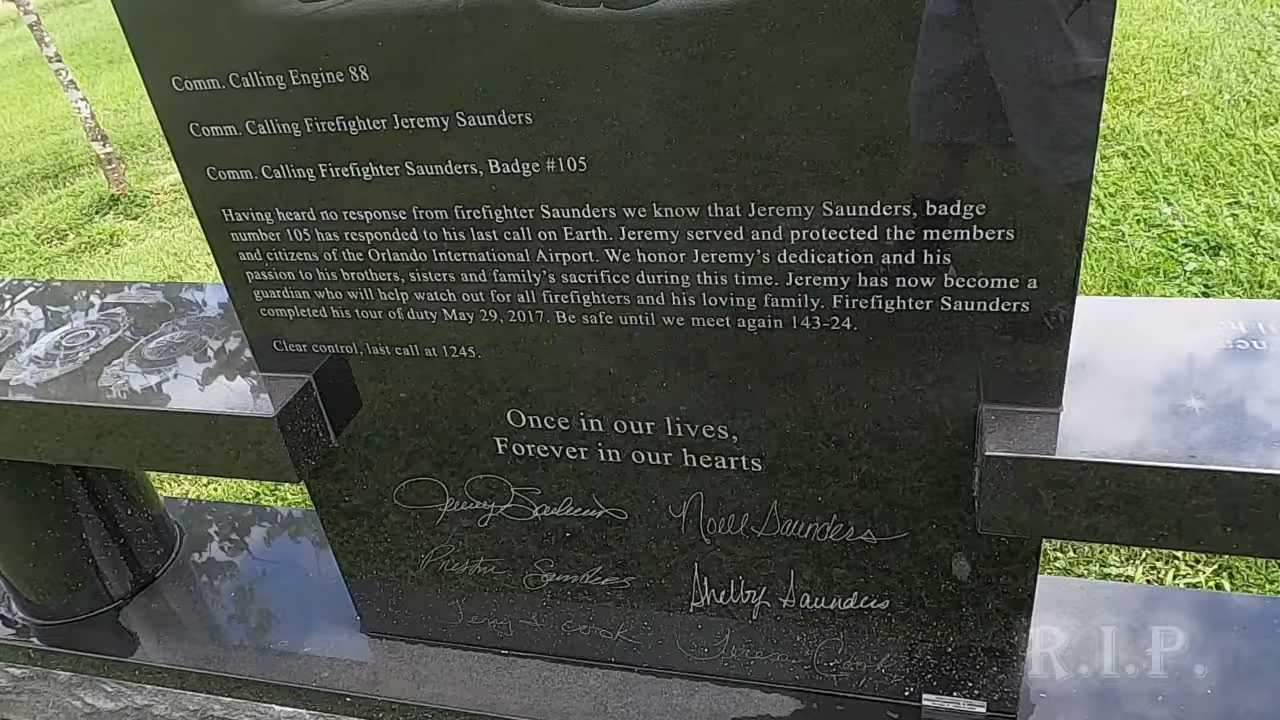 Comm. Calling Engine 88
Comm. Calling Firefighter Jeremy Saunders
Comm. Calling Firefighter Saunders, Badge #105
Having heard no response from firefighter Saunders we know that Jeremy Saunders, badge
number 105 has responded to his last call on Earth. Jeremy served and protected the members
and citizens of the Orlando International Airport. We honor Jeremy's dedication and his
passion to his brothers, sisters and family's sacrifice during this time. Jeremy has now become a
guardian who will help watch out for all firefighters and his loving family. Firefighter Saunders
completed his tour of duty May 29, 2017. Be safe until we meet again 143-24.
Clear control, last call at 1245.
Once in our lives,
Forever in our hearts
Jeremy Saunders Noell Saunders
Preston Saunders Shelby Saunders
Cook Cook
R.I.P.